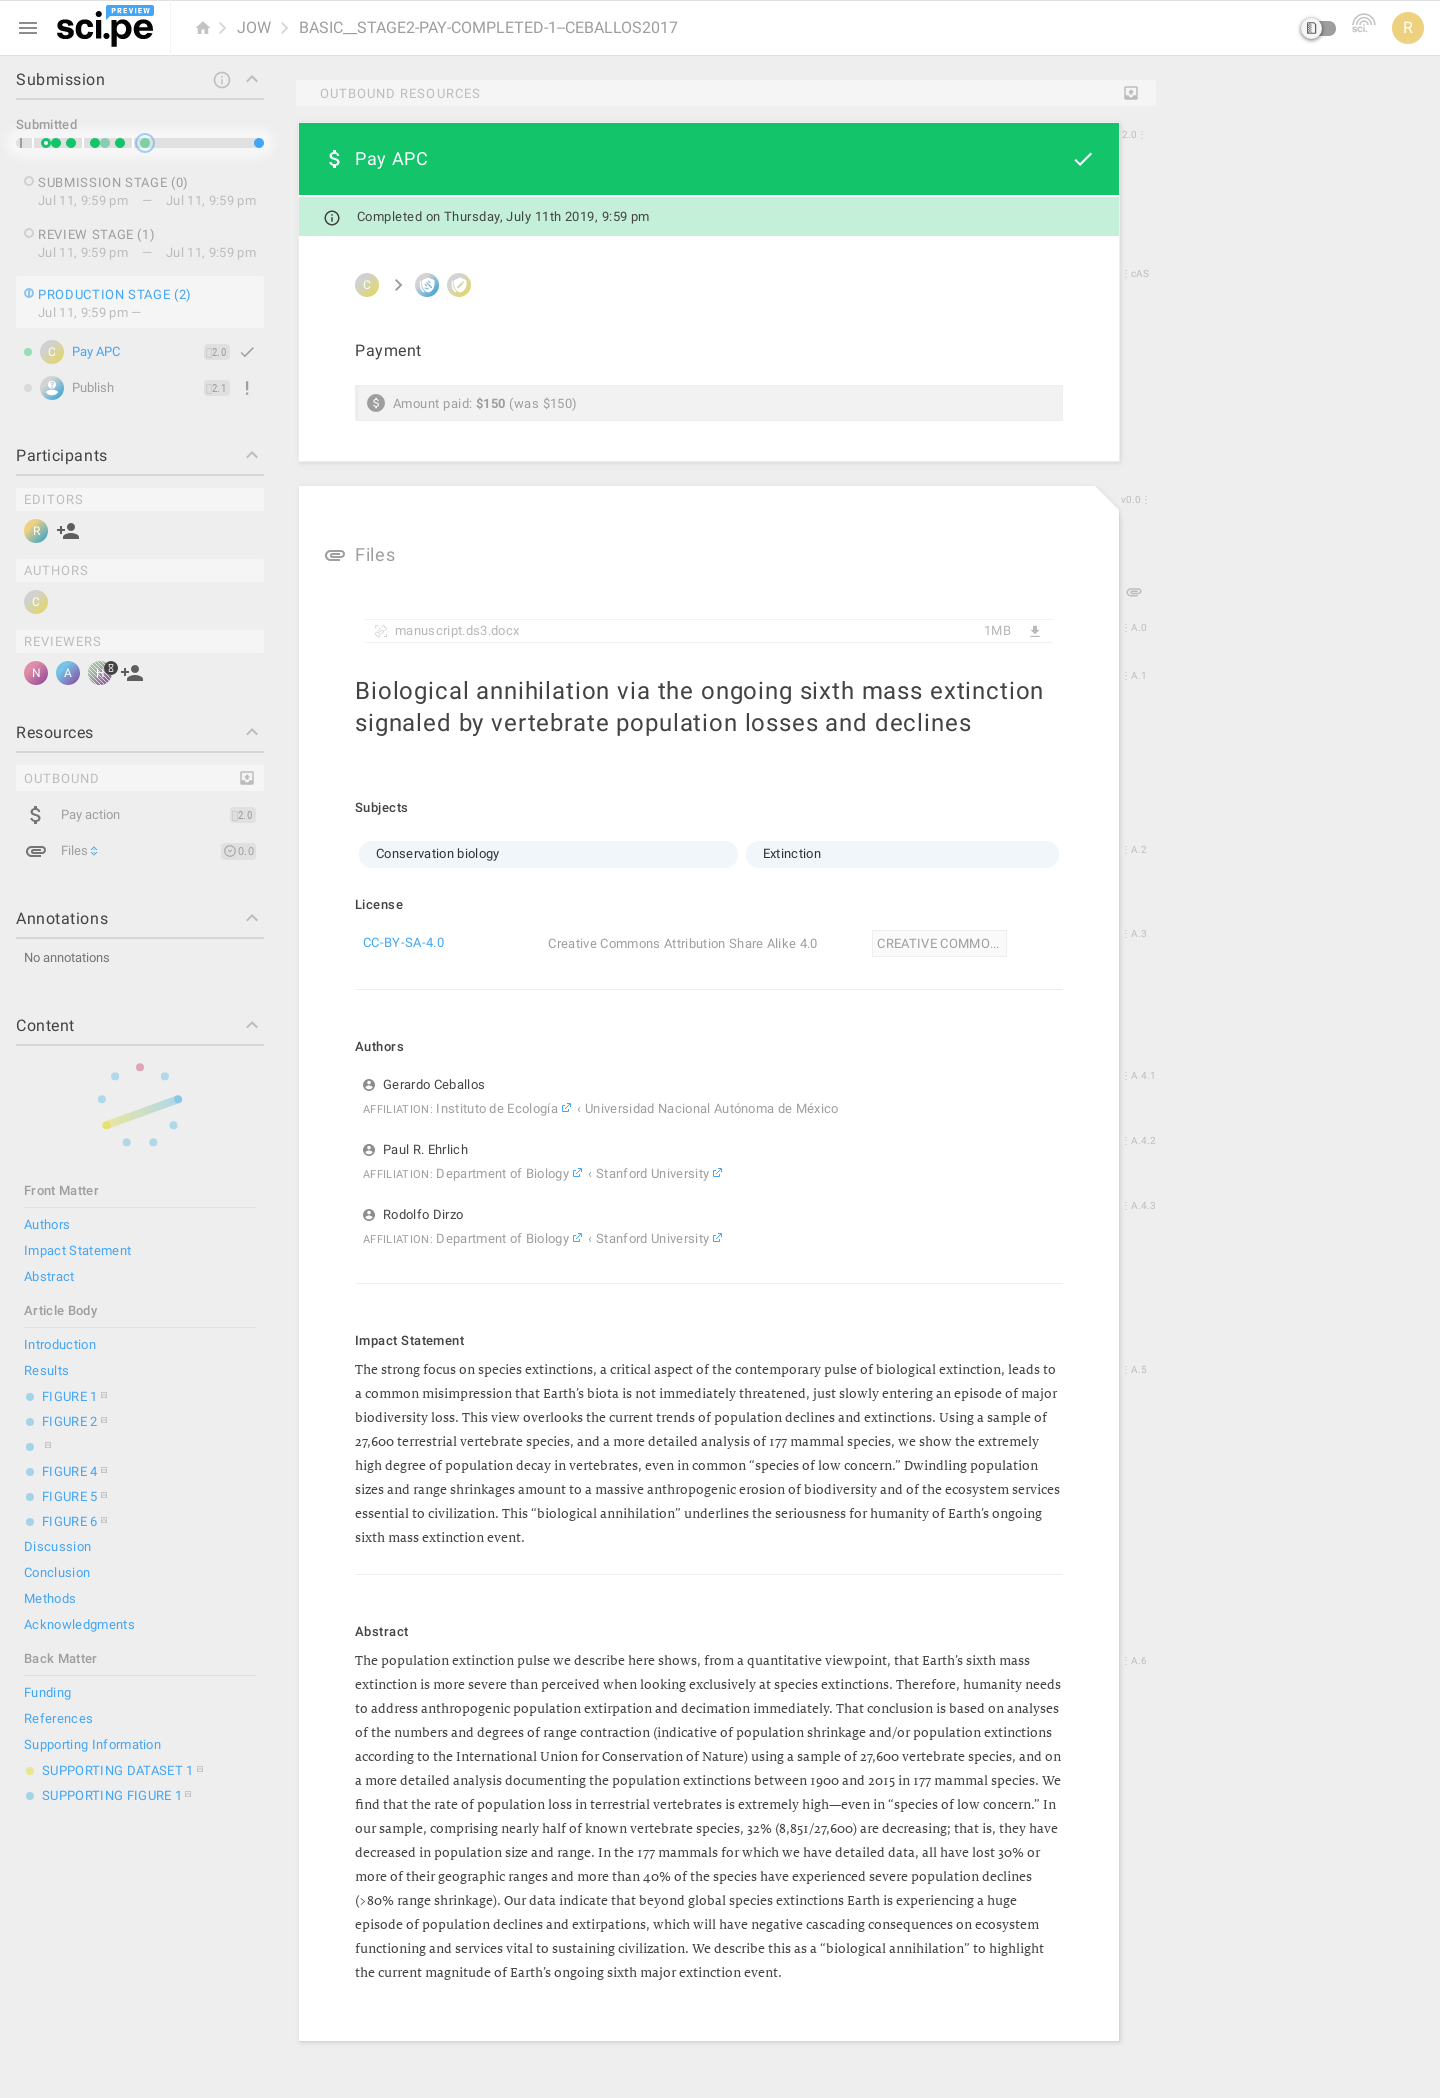 PREVIEW
sci.pe
JOW
BASIC__STAGE2-PAY-COMPLETED-1--CEBALLOS2017
sci.
R
Submission
Submitted
SUBMISSION STAGE (0)
Jul 11, 9:59 pm — Jul 11, 9:59 pm
REVIEW STAGE (1)
Jul 11, 9:59 pm — Jul 11, 9:59 pm
PRODUCTION STAGE (2)
Jul 11, 9:59 pm —
C Pay APC 2.0
Publish 2.1
Participants
EDITORS
R
AUTHORS
C
REVIEWERS
N A
Resources
OUTBOUND
Pay action 2.0
Files 0.0
Annotations
No annotations
Content
Front Matter
Authors
Impact Statement
Abstract
Article Body
Introduction
Results
FIGURE 1
FIGURE 2
FIGURE 4
FIGURE 5
FIGURE 6
Discussion
Conclusion
Methods
Acknowledgments
Back Matter
Funding
References
Supporting Information
SUPPORTING DATASET 1
SUPPORTING FIGURE 1
OUTBOUND RESOURCES
2.0
$ Pay APC
Completed on Thursday, July 11th 2019, 9:59 pm
cAS
C
Payment
Amount paid: $150 (was $150)
v0.0
Files
A.0
manuscript.ds3.docx 1MB
A.1
Biological annihilation via the ongoing sixth mass extinction
signaled by vertebrate population losses and declines
Subjects
A.2
Conservation biology Extinction
License
A.3
CC-BY-SA-4.0 Creative Commons Attribution Share Alike 4.0 CREATIVE COMMO...
Authors
A.4.1
Gerardo Ceballos
AFFILIATION: Instituto de Ecología ‹ Universidad Nacional Autónoma de México
A.4.2
Paul R. Ehrlich
AFFILIATION: Department of Biology ‹ Stanford University
A.4.3
Rodolfo Dirzo
AFFILIATION: Department of Biology ‹ Stanford University
Impact Statement
A.5
The strong focus on species extinctions, a critical aspect of the contemporary pulse of biological extinction, leads to
a common misimpression that Earth’s biota is not immediately threatened, just slowly entering an episode of major
biodiversity loss. This view overlooks the current trends of population declines and extinctions. Using a sample of
27,600 terrestrial vertebrate species, and a more detailed analysis of 177 mammal species, we show the extremely
high degree of population decay in vertebrates, even in common “species of low concern.” Dwindling population
sizes and range shrinkages amount to a massive anthropogenic erosion of biodiversity and of the ecosystem services
essential to civilization. This “biological annihilation” underlines the seriousness for humanity of Earth’s ongoing
sixth mass extinction event.
Abstract
A.6
The population extinction pulse we describe here shows, from a quantitative viewpoint, that Earth’s sixth mass
extinction is more severe than perceived when looking exclusively at species extinctions. Therefore, humanity needs
to address anthropogenic population extirpation and decimation immediately. That conclusion is based on analyses
of the numbers and degrees of range contraction (indicative of population shrinkage and/or population extinctions
according to the International Union for Conservation of Nature) using a sample of 27,600 vertebrate species, and on
a more detailed analysis documenting the population extinctions between 1900 and 2015 in 177 mammal species. We
find that the rate of population loss in terrestrial vertebrates is extremely high—even in “species of low concern.” In
our sample, comprising nearly half of known vertebrate species, 32% (8,851/27,600) are decreasing; that is, they have
decreased in population size and range. In the 177 mammals for which we have detailed data, all have lost 30% or
more of their geographic ranges and more than 40% of the species have experienced severe population declines
(>80% range shrinkage). Our data indicate that beyond global species extinctions Earth is experiencing a huge
episode of population declines and extirpations, which will have negative cascading consequences on ecosystem
functioning and services vital to sustaining civilization. We describe this as a “biological annihilation” to highlight
the current magnitude of Earth’s ongoing sixth major extinction event.